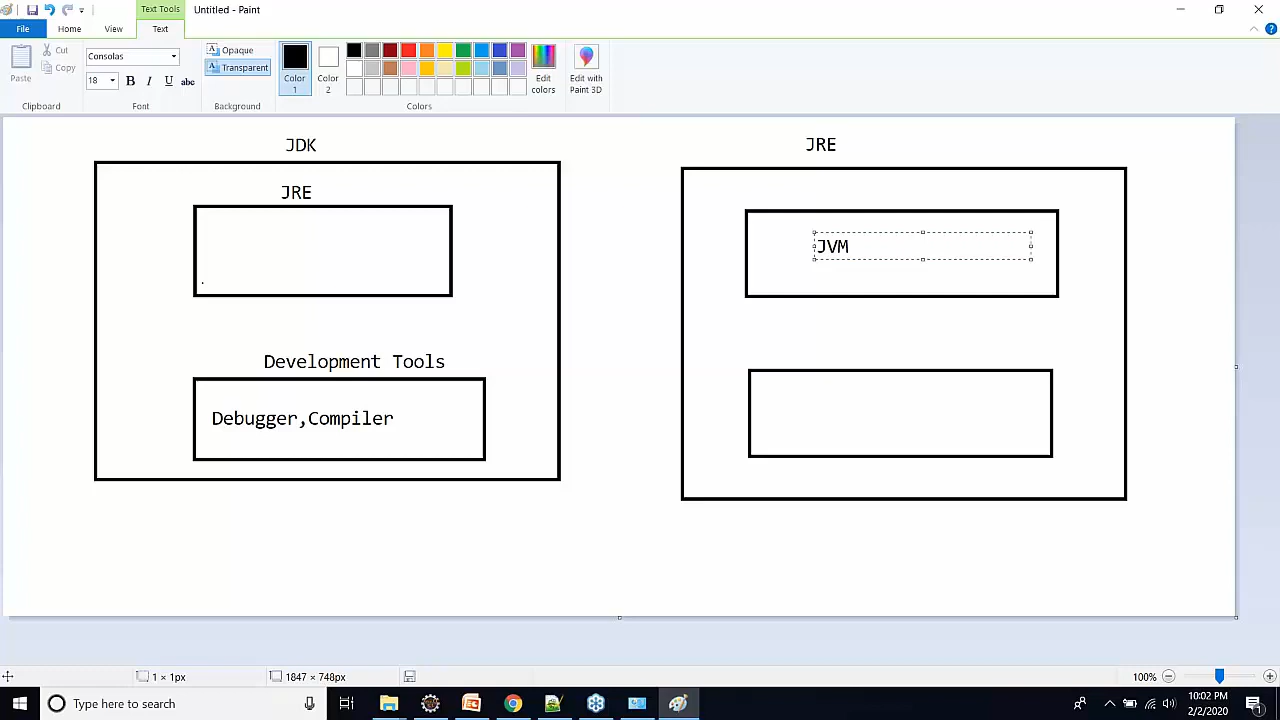 Text Tools
Untitled - Paint
File
Home
View
Text
Paste
Cut
Copy
Clipboard
Consolas
18
B I U abc
Font
Opaque
Transparent
Background
Color 1
Color 2
Edit colors
Colors
Edit with Paint 3D
JDK
JRE
.
Development Tools
Debugger,Compiler
JRE
JVM
1 × 1px
1847 × 748px
100%
Type here to search
10:02 PM
2/2/2020